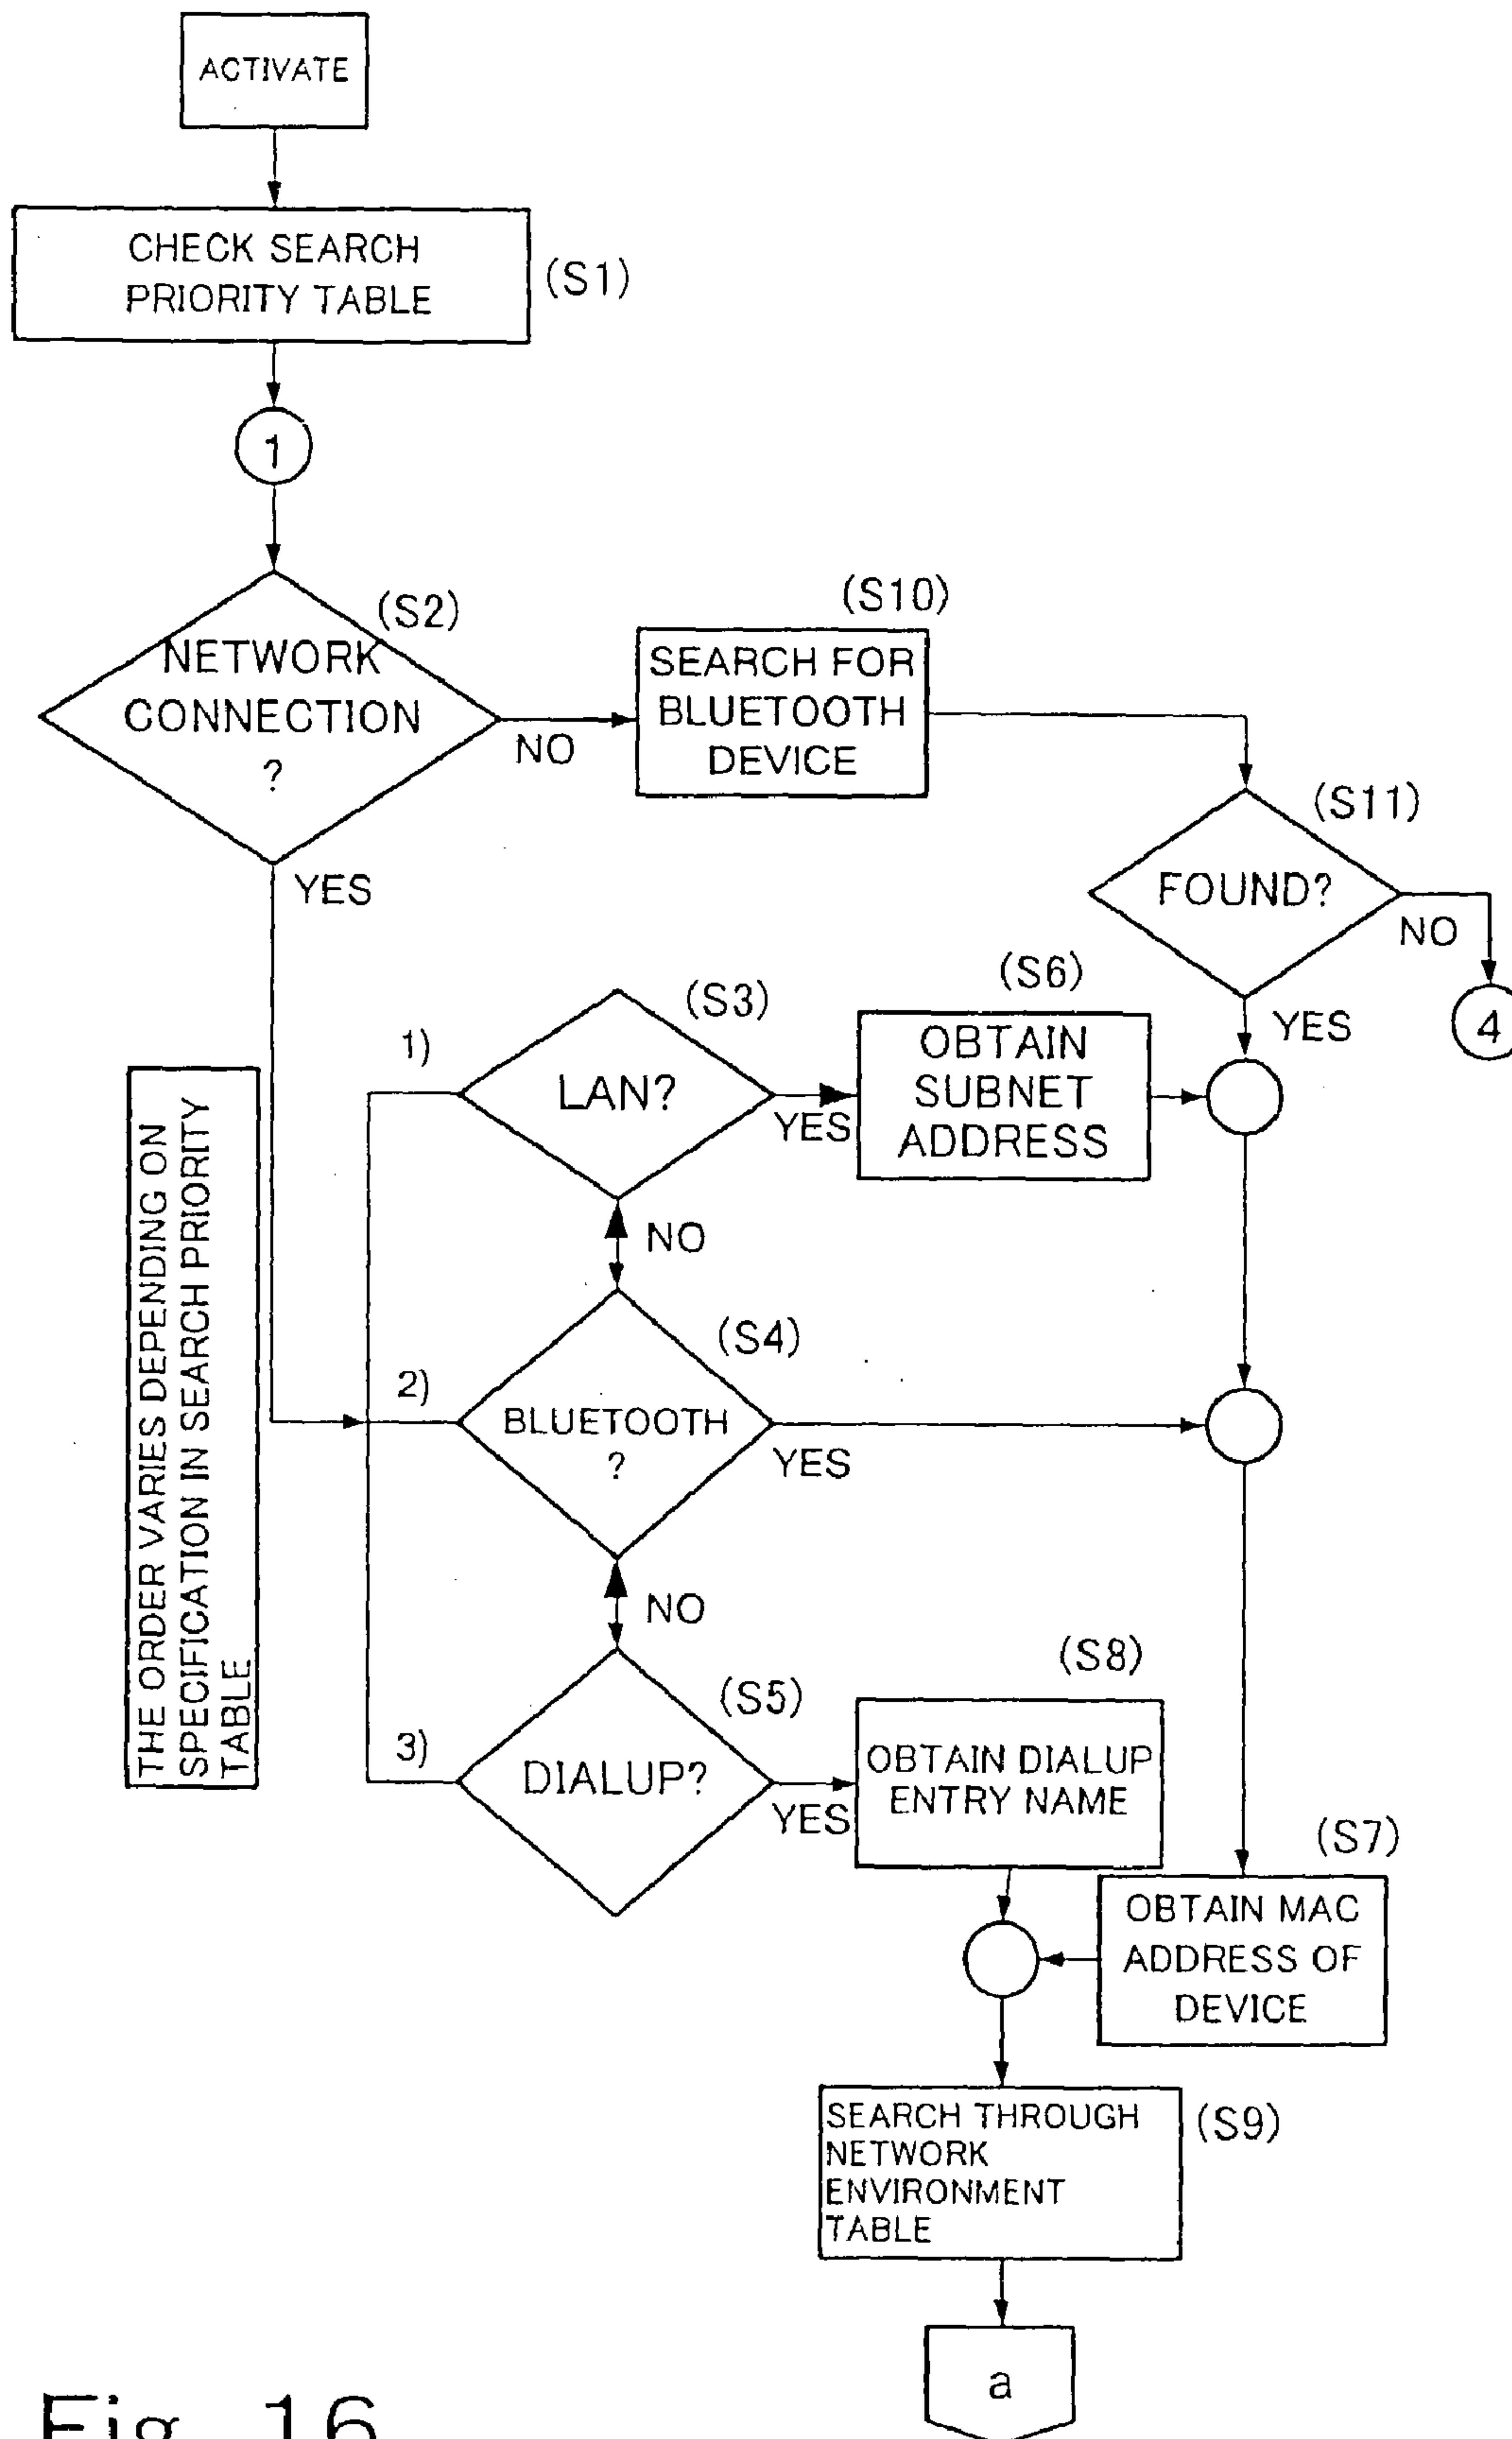 ACTIVATE
CHECK SEARCH
PRIORITY TABLE
(S1)
1
(S2)
NETWORK
CONNECTION
?
NO
YES
(S10)
SEARCH FOR
BLUETOOTH
DEVICE
(S11)
FOUND?
NO
4
YES
(S3)
1)
LAN?
YES
(S6)
OBTAIN
SUBNET
ADDRESS
NO
THE ORDER VARIES DEPENDING ON
SPECIFICATION IN SEARCH PRIORITY
TABLE
(S4)
2)
BLUETOOTH
?
YES
NO
(S5)
3)
DIALUP?
YES
(S8)
OBTAIN DIALUP
ENTRY NAME
(S7)
OBTAIN MAC
ADDRESS OF
DEVICE
SEARCH THROUGH
NETWORK
ENVIRONMENT
TABLE
(S9)
a
Fig. 16